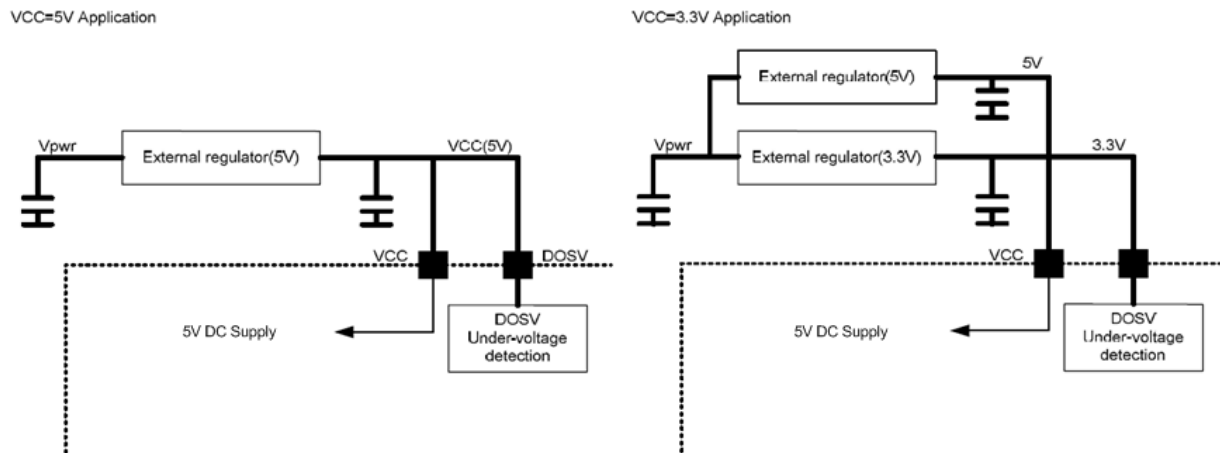 VCC=5V Application
Vpwr
External regulator(5V)
VCC(5V)
VCC
DOSV
5V DC Supply
DOSV
Under-voltage
detection
VCC=3.3V Application
External regulator(5V)
5V
Vpwr
External regulator(3.3V)
3.3V
VCC
5V DC Supply
DOSV
Under-voltage
detection